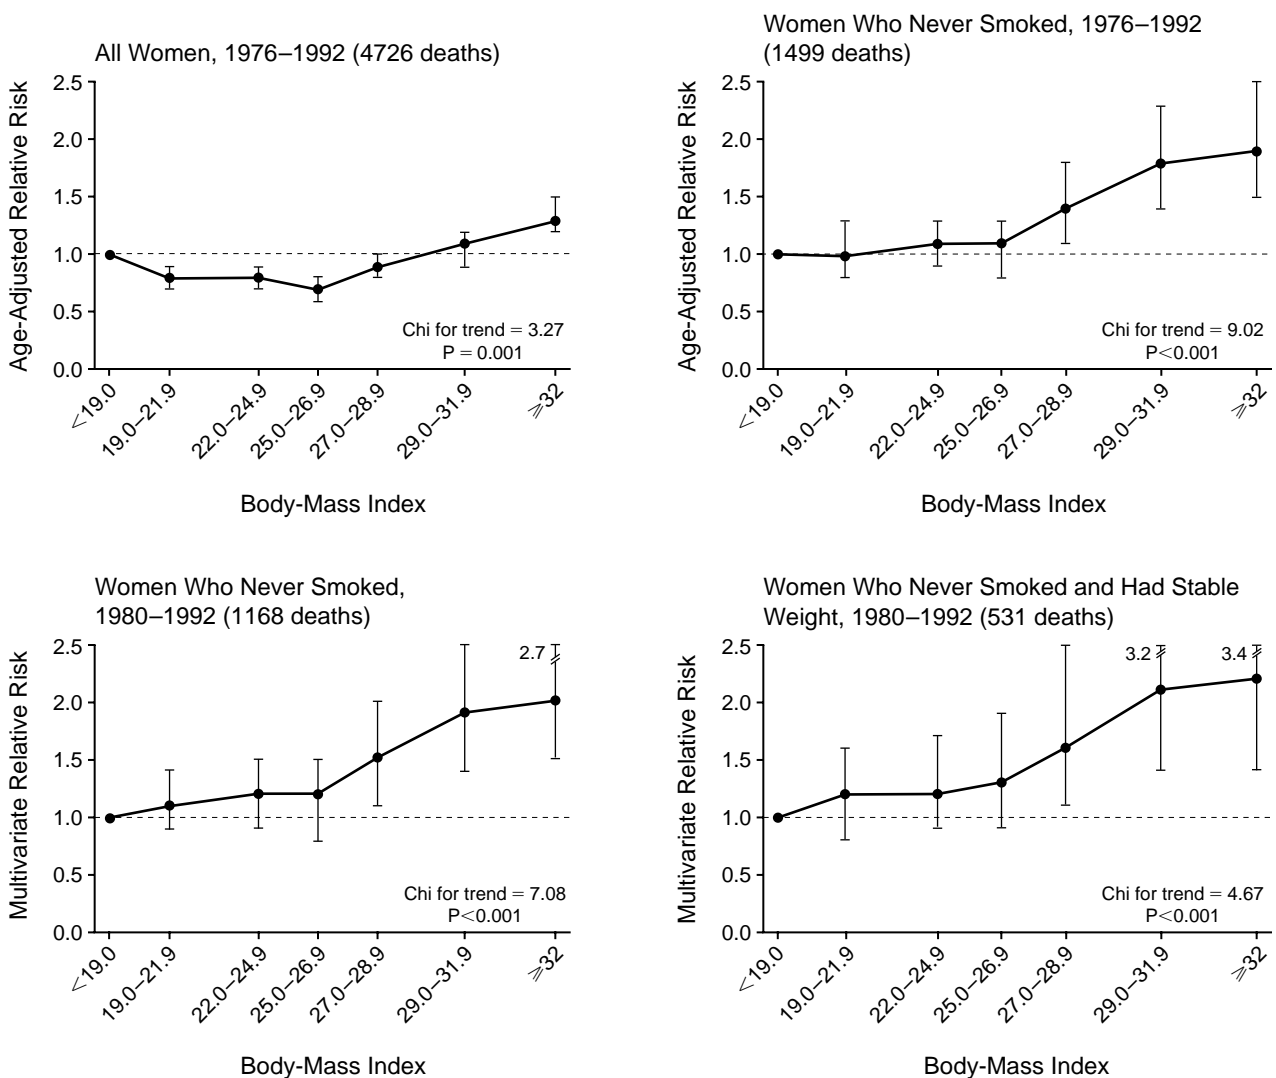 All Women, 1976–1992 (4726 deaths)
Age-Adjusted Relative Risk
2.5
2.0
1.5
1.0
0.5
0.0
Chi for trend = 3.27
P = 0.001
<19.0
19.0–21.9
22.0–24.9
25.0–26.9
27.0–28.9
29.0–31.9
⩾32
Body-Mass Index
Women Who Never Smoked, 1976–1992
(1499 deaths)
Age-Adjusted Relative Risk
2.5
2.0
1.5
1.0
0.5
0.0
Chi for trend = 9.02
P<0.001
<19.0
19.0–21.9
22.0–24.9
25.0–26.9
27.0–28.9
29.0–31.9
⩾32
Body-Mass Index
Women Who Never Smoked,
1980–1992 (1168 deaths)
Multivariate Relative Risk
2.5
2.0
1.5
1.0
0.5
0.0
2.7
Chi for trend = 7.08
P<0.001
<19.0
19.0–21.9
22.0–24.9
25.0–26.9
27.0–28.9
29.0–31.9
⩾32
Body-Mass Index
Women Who Never Smoked and Had Stable
Weight, 1980–1992 (531 deaths)
Multivariate Relative Risk
2.5
2.0
1.5
1.0
0.5
0.0
3.2
3.4
Chi for trend = 4.67
P<0.001
<19.0
19.0–21.9
22.0–24.9
25.0–26.9
27.0–28.9
29.0–31.9
⩾32
Body-Mass Index